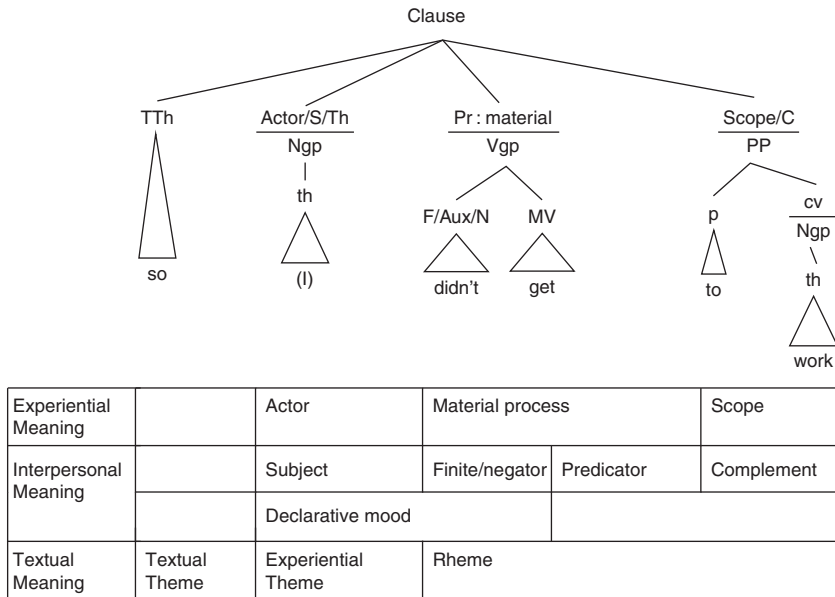 Clause
TTh Actor/S/Th Pr : material Scope/C
Ngp Vgp PP
th F/Aux/N MV p cv
Ngp
so (I) didn't get to th
work
Experiential Meaning Actor Material process Scope
Interpersonal Meaning Subject Finite/negator Predicator Complement
Declarative mood
Textual Meaning Textual Theme Experiential Theme Rheme